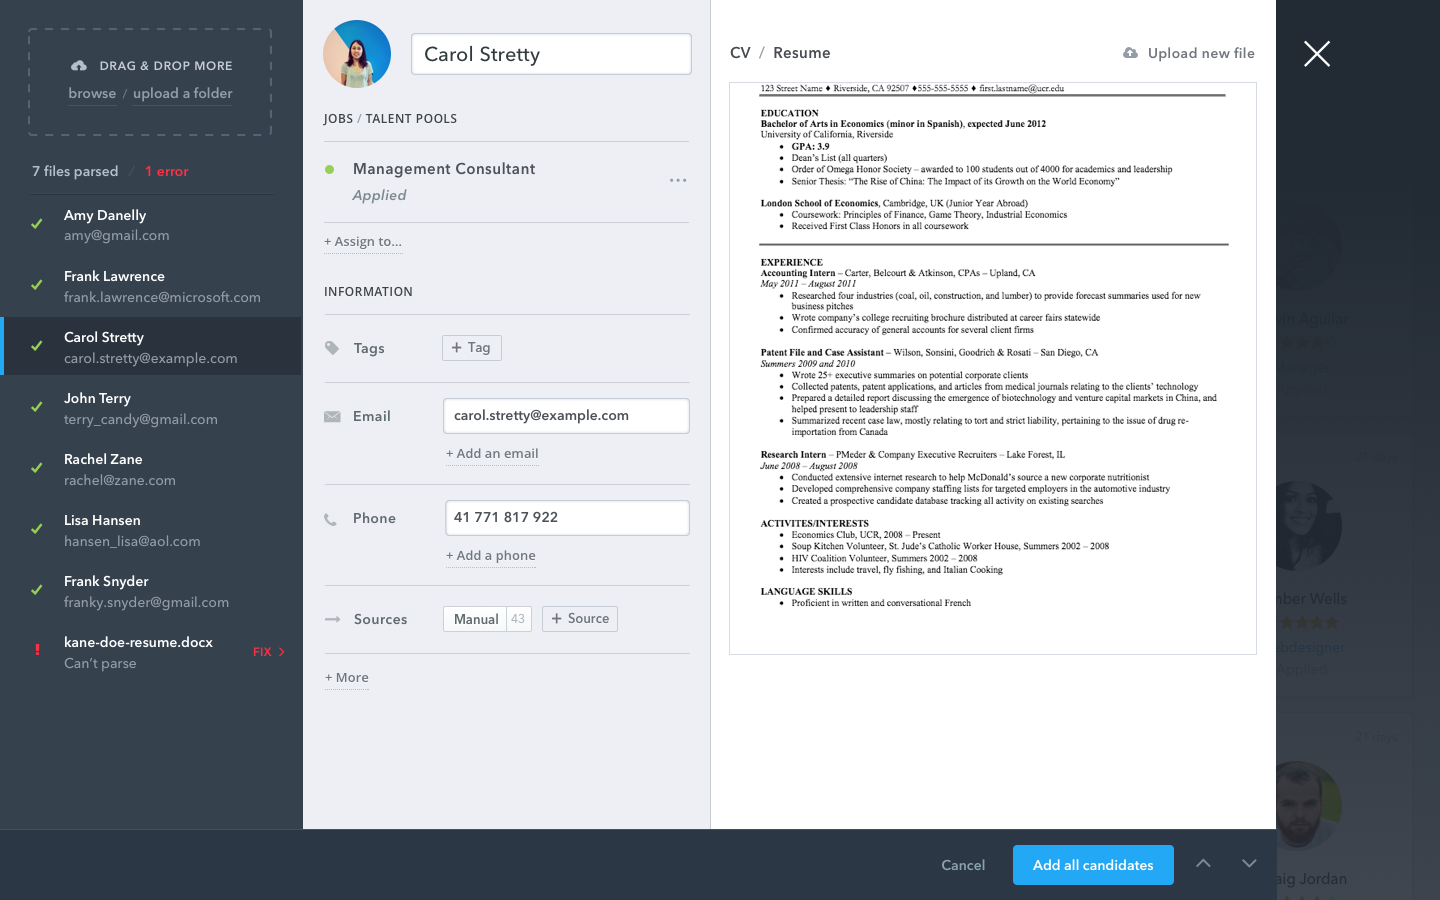 DRAG & DROP MORE
browse / upload a folder
7 files parsed / 1 error
Amy Danelly
amy@gmail.com
Frank Lawrence
frank.lawrence@microsoft.com
Carol Stretty
carol.stretty@example.com
John Terry
terry_candy@gmail.com
Rachel Zane
rachel@zane.com
Lisa Hansen
hansen_lisa@aol.com
Frank Snyder
franky.snyder@gmail.com
kane-doe-resume.docx
Can't parse
FIX >
Carol Stretty
JOBS / TALENT POOLS
Management Consultant
Applied
+ Assign to...
INFORMATION
Tags
+ Tag
Email
carol.stretty@example.com
+ Add an email
Phone
41 771 817 922
+ Add a phone
Sources
Manual 43
+ Source
+ More
CV / Resume
Upload new file
123 Street Name ♦ Riverside, CA 92507 ♦555-555-5555 ♦ first.lastname@ucr.edu
EDUCATION
Bachelor of Arts in Economics (minor in Spanish), expected June 2012
University of California, Riverside
• GPA: 3.9
• Dean's List (all quarters)
• Order of Omega Honor Society – awarded to 100 students out of 4000 for academics and leadership
• Senior Thesis: “The Rise of China: The Impact of its Growth on the World Economy”
London School of Economics, Cambridge, UK (Junior Year Abroad)
• Coursework: Principles of Finance, Game Theory, Industrial Economics
• Received First Class Honors in all coursework
EXPERIENCE
Accounting Intern – Carter, Belcourt & Atkinson, CPAs – Upland, CA
May 2011 – August 2011
• Researched four industries (coal, oil, construction, and lumber) to provide forecast summaries used for new
business pitches
• Wrote company's college recruiting brochure distributed at career fairs statewide
• Confirmed accuracy of general accounts for several client firms
Patent File and Case Assistant – Wilson, Sonsini, Goodrich & Rosati – San Diego, CA
Summers 2009 and 2010
• Wrote 25+ executive summaries on potential corporate clients
• Collected patents, patent applications, and articles from medical journals relating to the clients' technology
• Prepared a detailed report discussing the emergence of biotechnology and venture capital markets in China, and
helped present to leadership staff
• Summarized recent case law, mostly relating to tort and strict liability, pertaining to the issue of drug re-
importation from Canada
Research Intern – PMeder & Company Executive Recruiters – Lake Forest, IL
June 2008 – August 2008
• Conducted extensive internet research to help McDonald's source a new corporate nutritionist
• Developed comprehensive company staffing lists for targeted employers in the automotive industry
• Created a prospective candidate database tracking all activity on existing searches
ACTIVITES/INTERESTS
• Economics Club, UCR, 2008 – Present
• Soup Kitchen Volunteer, St. Jude's Catholic Worker House, Summers 2002 – 2008
• HIV Coalition Volunteer, Summers 2002 – 2008
• Interests include travel, fly fishing, and Italian Cooking
LANGUAGE SKILLS
• Proficient in written and conversational French
Cancel
Add all candidates
Aguilar
Wells
Applied
21 days
Jordan